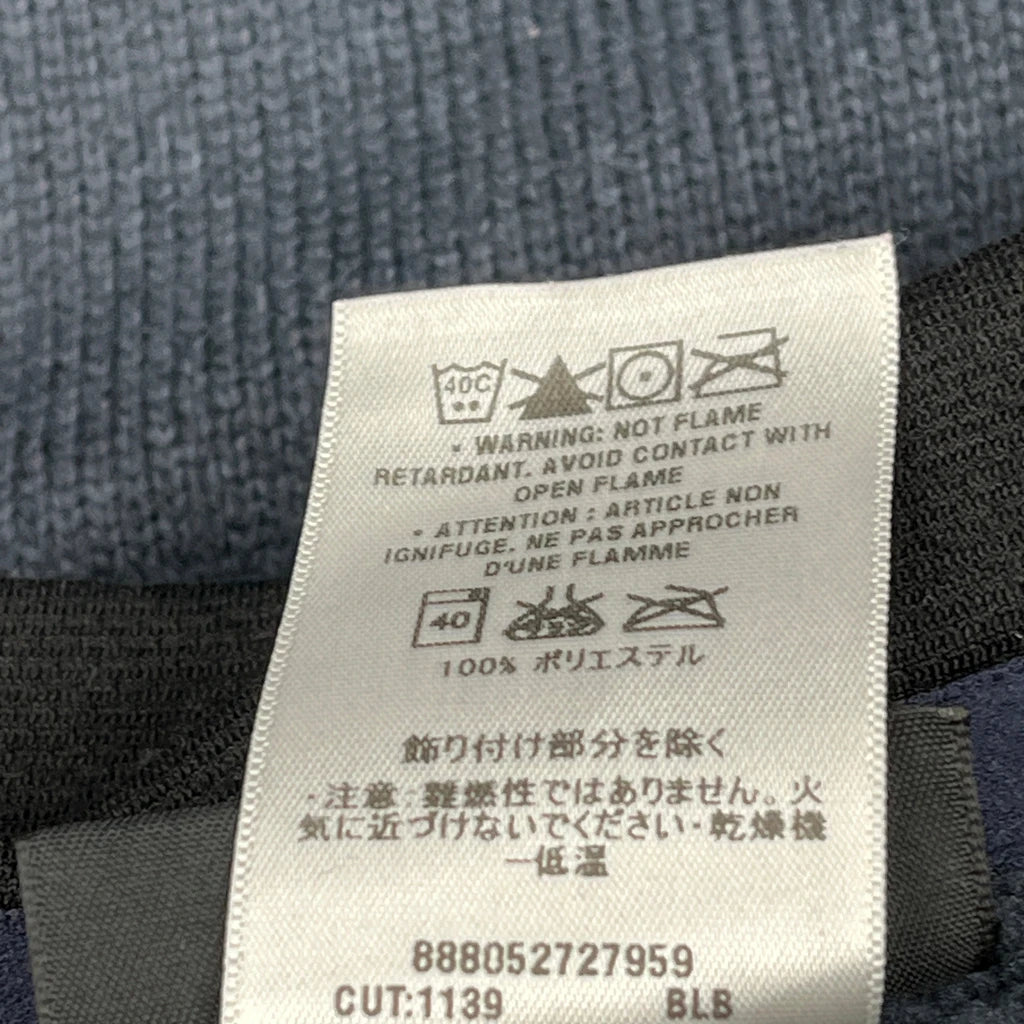 40C
• WARNING: NOT FLAME
RETARDANT. AVOID CONTACT WITH
OPEN FLAME
• ATTENTION : ARTICLE NON
IGNIFUGE. NE PAS APPROCHER
D'UNE FLAMME
40
100% ポリエステル
飾り付け部分を除く
・注意:難燃性ではありません。火
気に近づけないでください・乾燥機
一低温
888052727959
CUT:1139 BLB